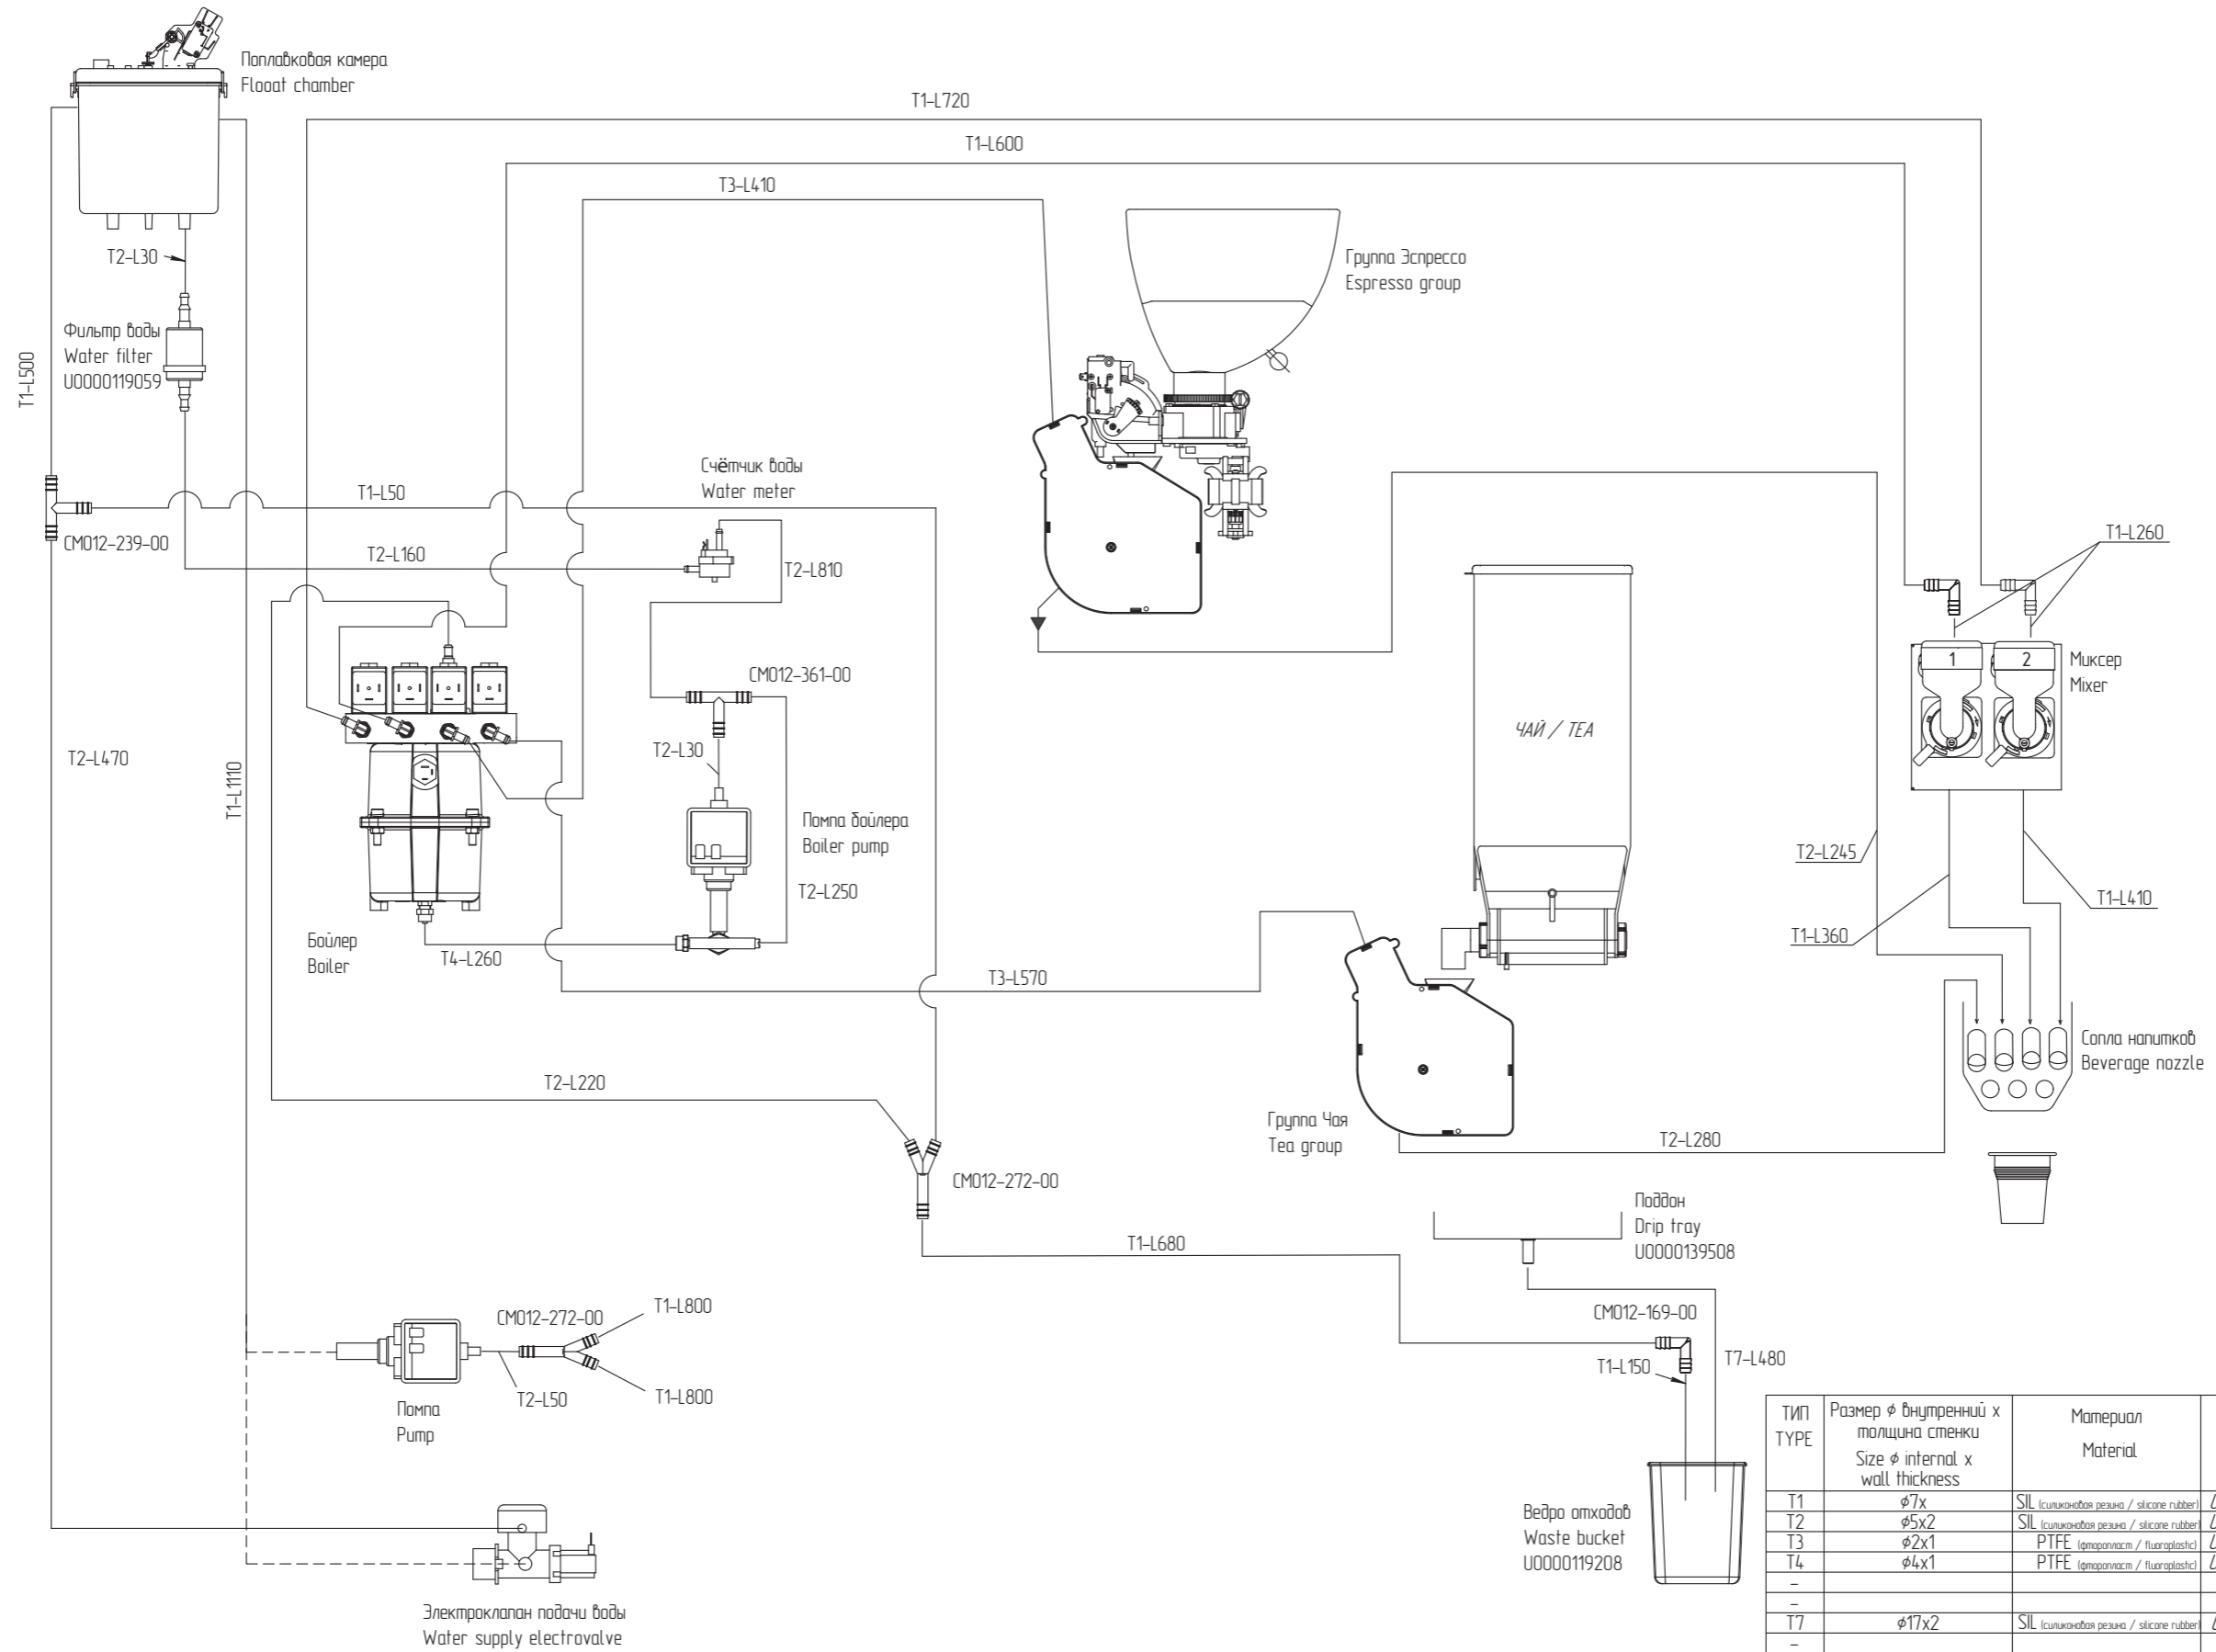 Поплавковая камера
Flooat chamber
T1-L720
T1-L600
T3-L410
Группа Эспрессо
Espresso group
T2-L30
Фильтр воды
Water filter
U0000119059
T1-L500
Счётчик воды
Water meter
T1-L50
CM012-239-00
T2-L160
T2-L810
T1-L260
CM012-361-00
1
2
Миксер
Mixer
ЧАЙ / TEA
T2-L470
T1-L1110
T2-L30
Помпа бойлера
Boiler pump
T2-L250
T2-L245
T1-L410
T1-L360
Бойлер
Boiler
T4-L260
T3-L570
Сопла напитков
Beverage nozzle
T2-L220
Группа Чая
Tea group
T2-L280
CM012-272-00
Поддон
Drip tray
U0000139508
T1-L680
CM012-272-00
T1-L800
CM012-169-00
T1-L150
T7-L480
T2-L50
T1-L800
Помпа
Pump
Ведро отходов
Waste bucket
U0000119208
Электроклапан подачи воды
Water supply electrovalve
ТИП
TYPE
Размер ϕ внутренний x
толщина стенки
Size ϕ internal x
wall thickness
Материал
Material
T1 ϕ7x SIL (силиконовая резина / silicone rubber)
T2 ϕ5x2 SIL (силиконовая резина / silicone rubber)
T3 ϕ2x1 PTFE (фторопласт / fluoroplastic)
T4 ϕ4x1 PTFE (фторопласт / fluoroplastic)
-
-
T7 ϕ17x2 SIL (силиконовая резина / silicone rubber)
-